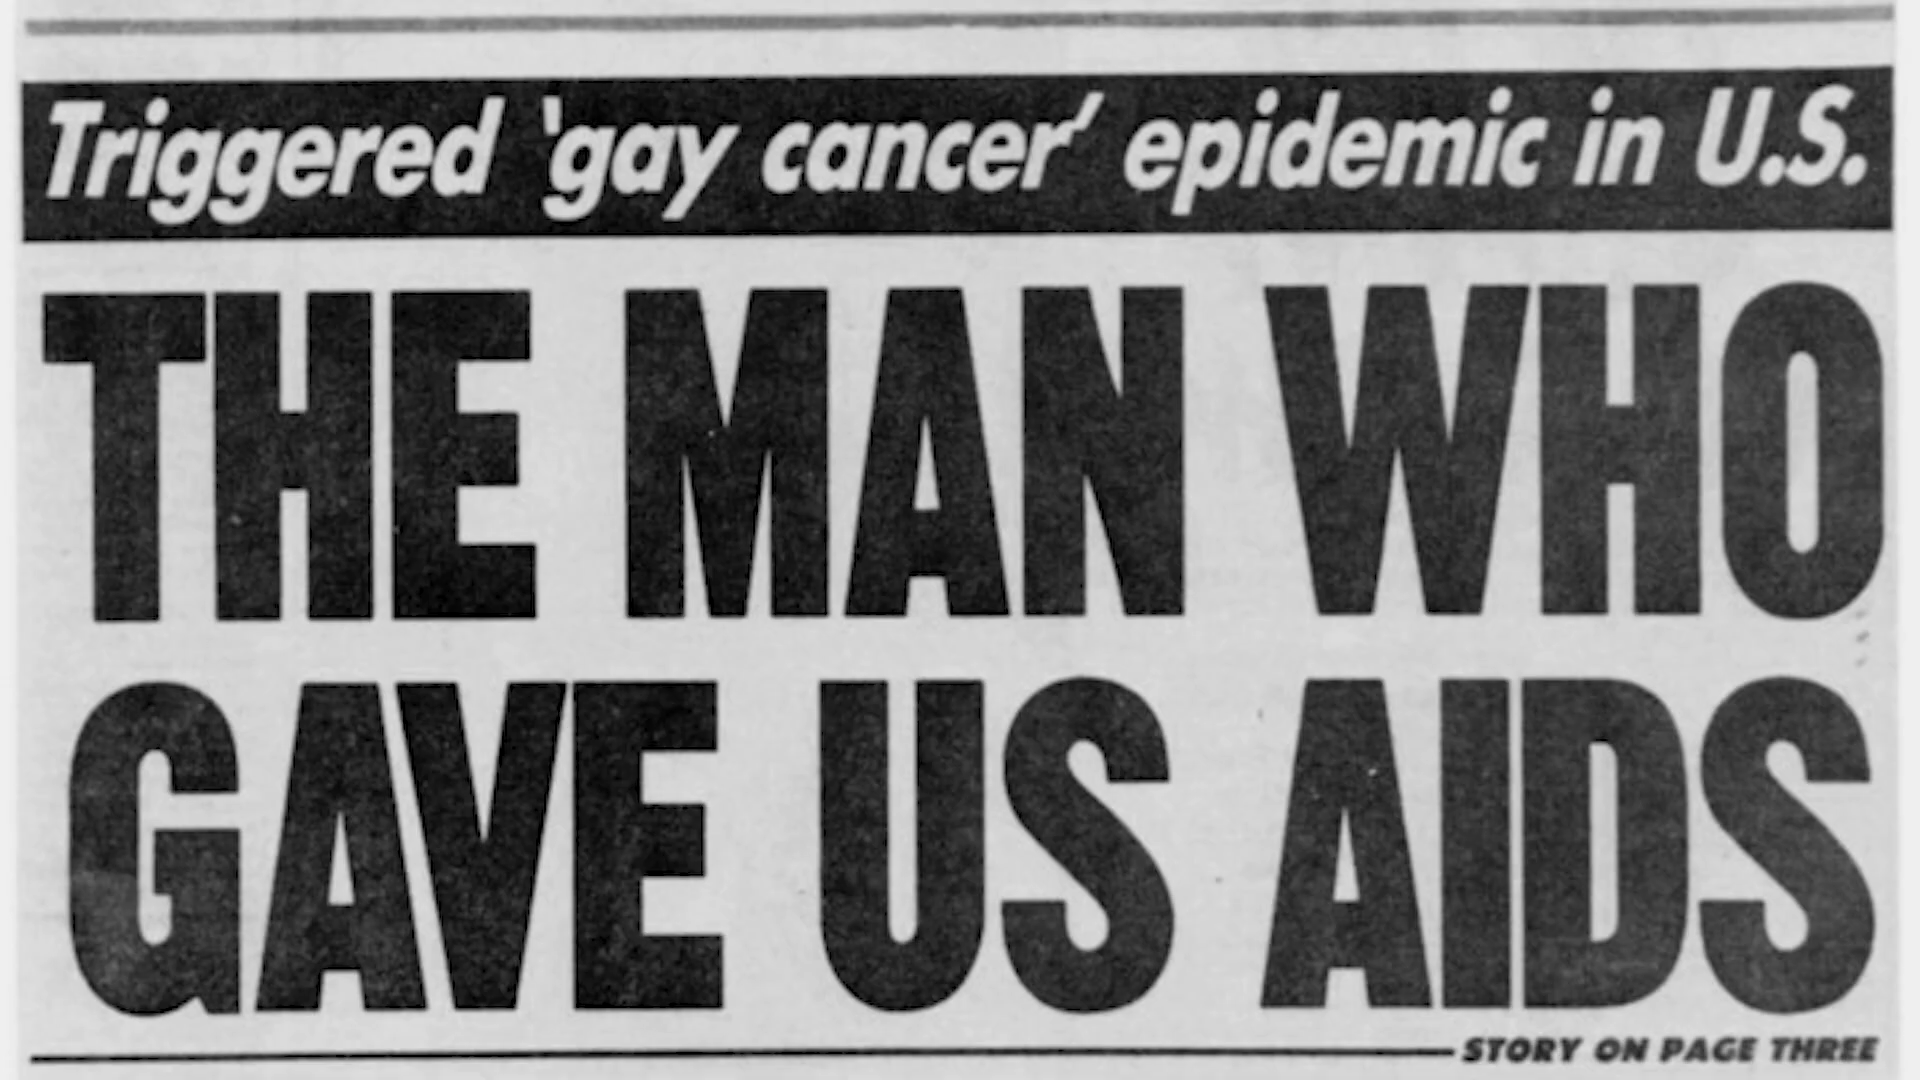 Triggered 'gay cancer' epidemic in U.S.
THE MAN WHO
GAVE US AIDS
STORY ON PAGE THREE